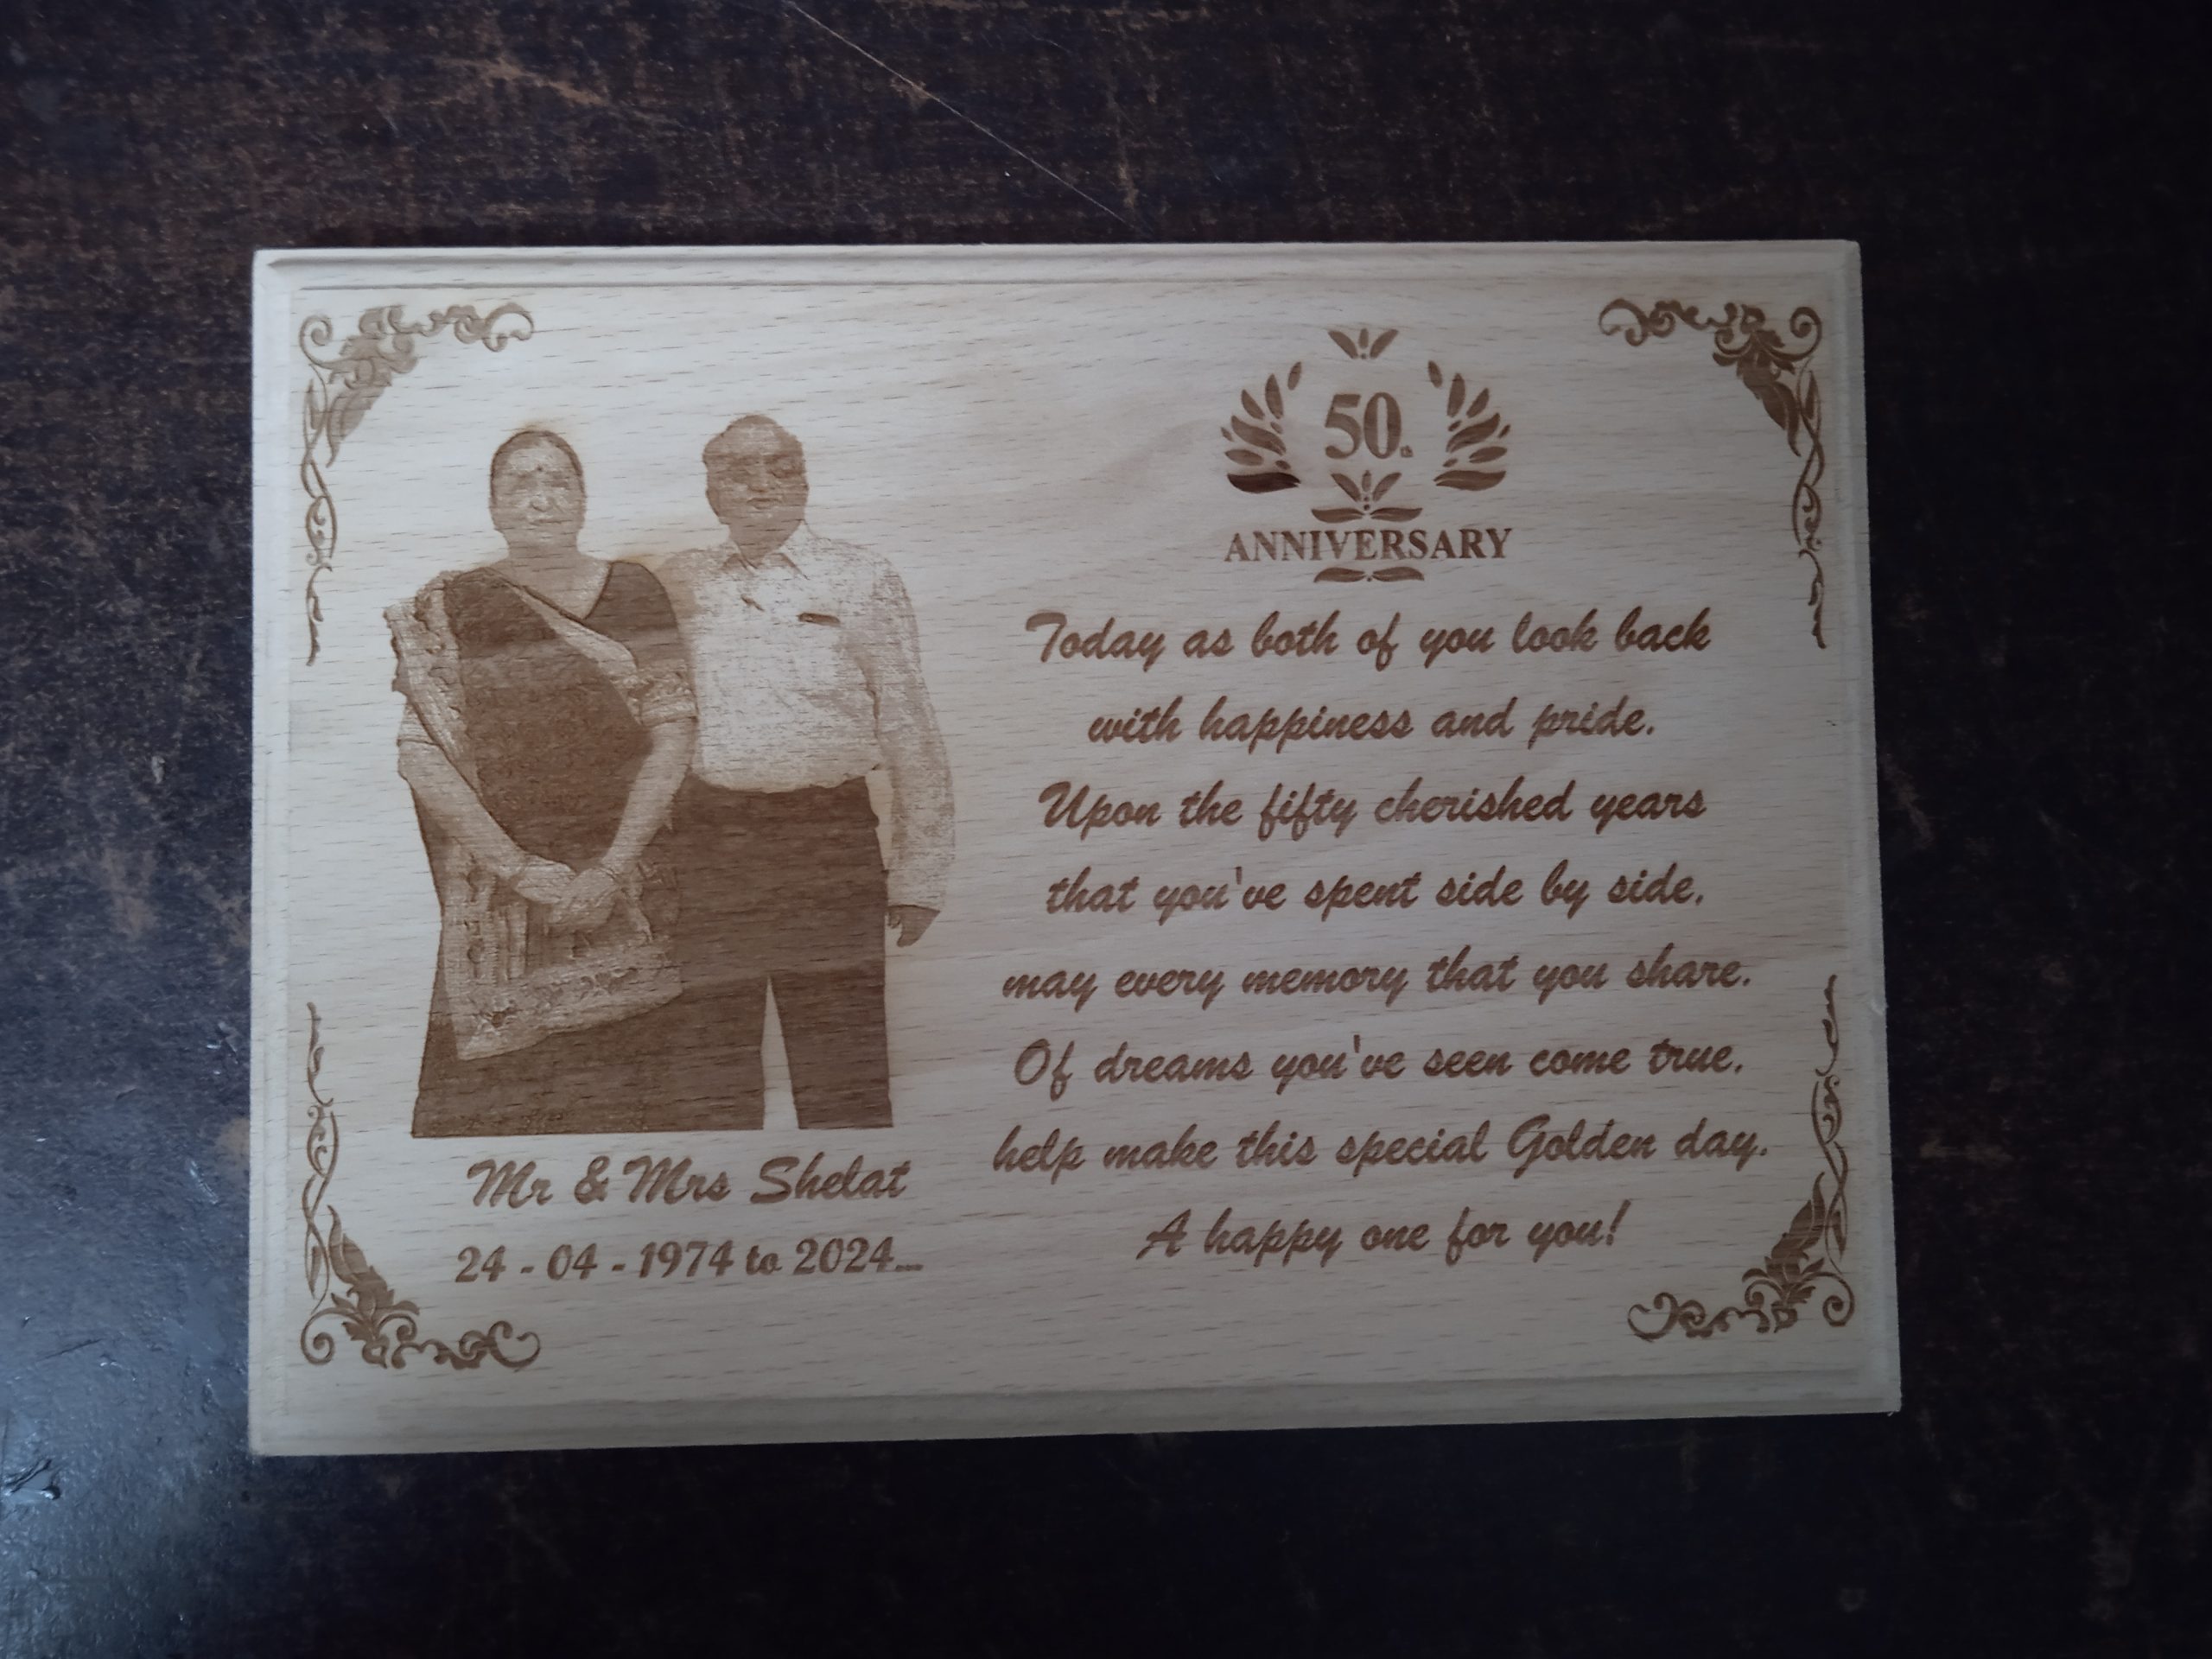 50.
ANNIVERSARY
Today as both of you look back
with happiness and pride.
Upon the fifty cherished years
that you've spent side by side,
may every memory that you share.
Of dreams you've seen come true,
help make this special Golden day.
A happy one for you!
Mr & Mrs Shelat
24 - 04 - 1974 to 2024...